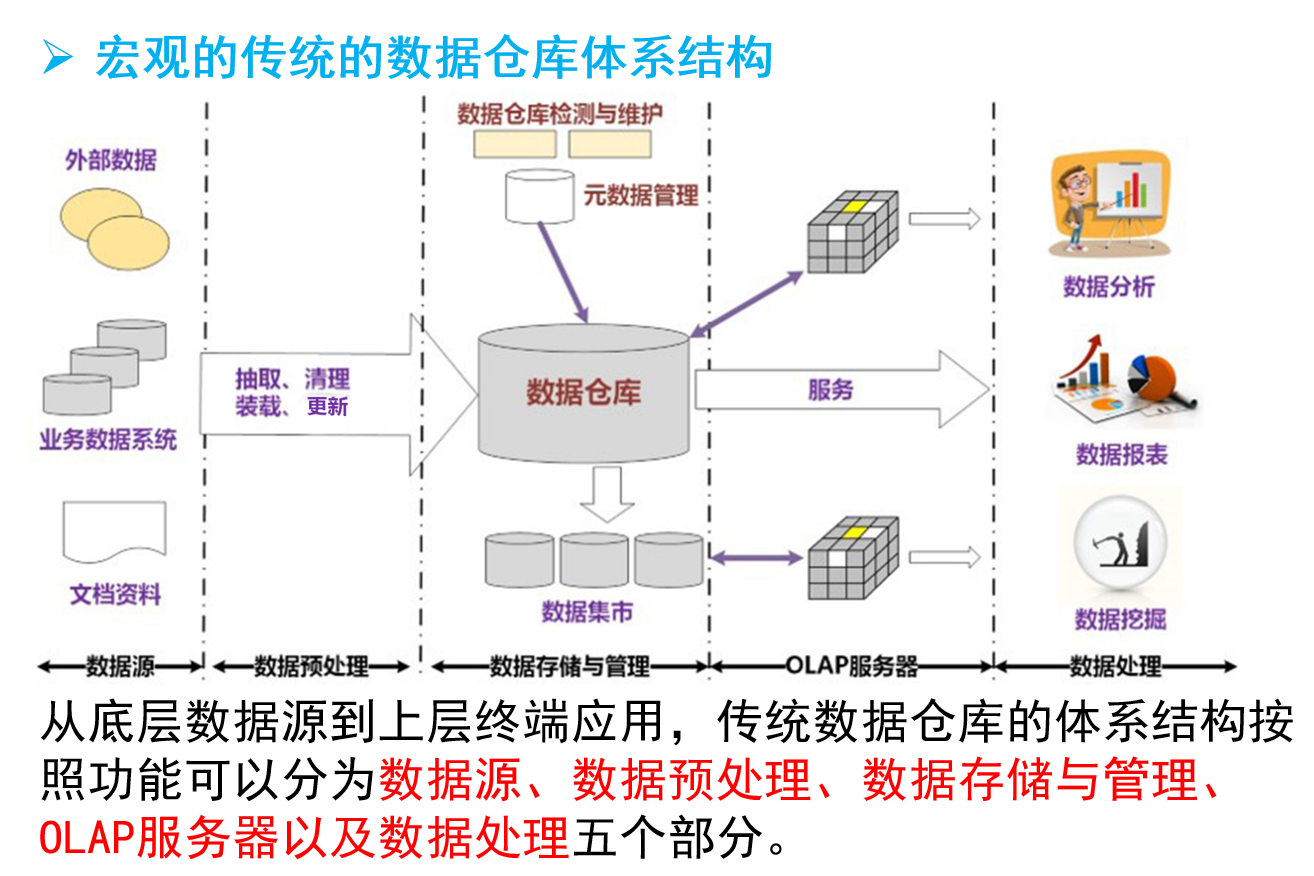 宏观的传统的数据仓库体系结构
数据仓库检测与维护
外部数据
元数据管理
数据分析
抽取、清理
装载、更新
数据仓库
服务
业务数据系统
数据报表
文档资料
数据集市
数据挖掘
数据源
数据预处理
数据存储与管理
OLAP服务器
数据处理
从底层数据源到上层终端应用，传统数据仓库的体系结构按
照功能可以分为数据源、数据预处理、数据存储与管理、
OLAP服务器以及数据处理五个部分。